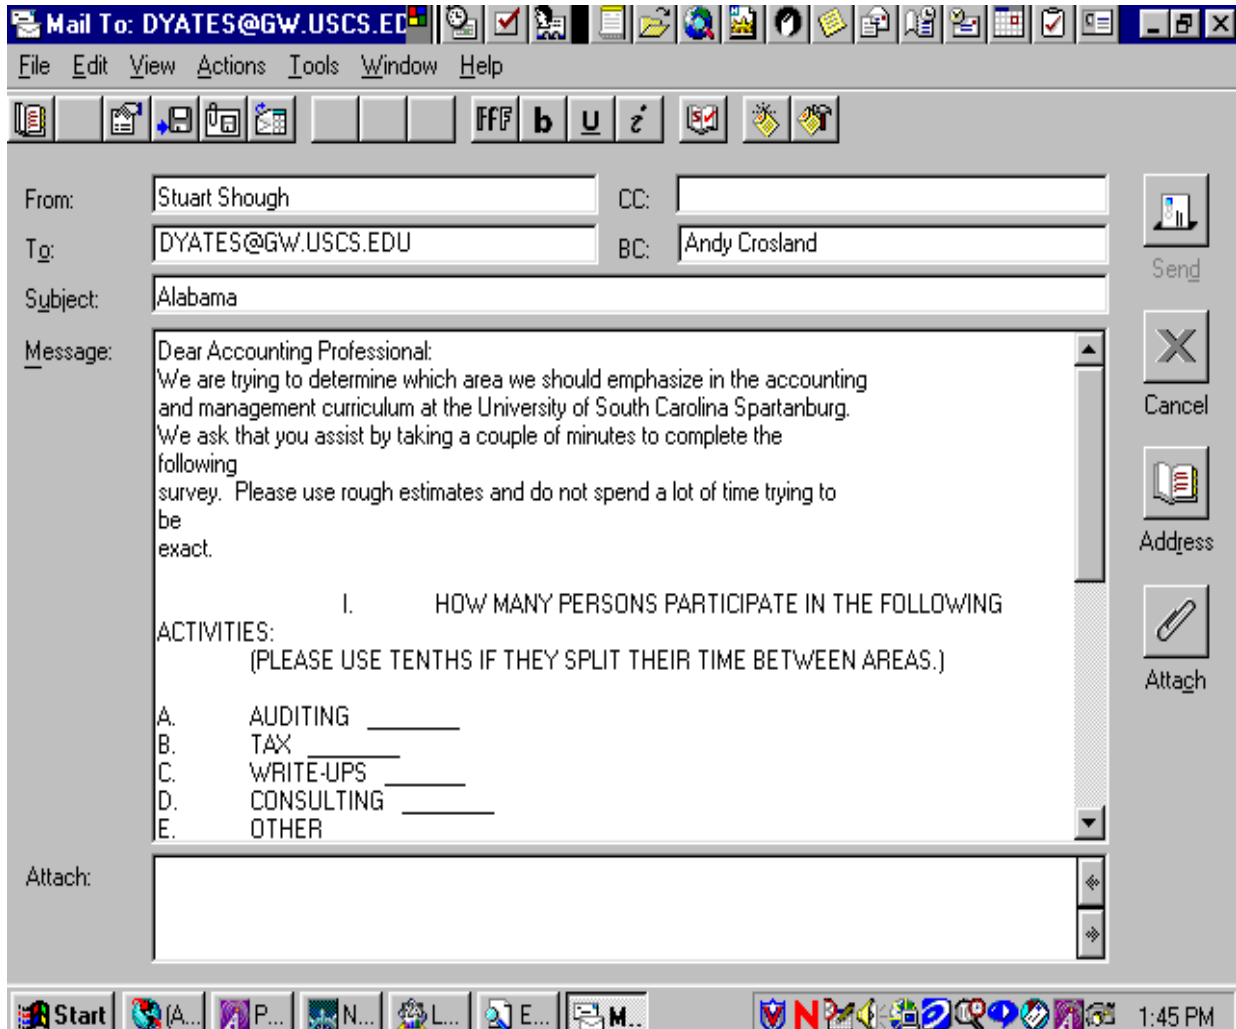 Mail To: DYATES@GW.USCS.ED
File Edit View Actions Tools Window Help
FfF b u i
From: Stuart Shough CC:
To: DYATES@GW.USCS.EDU BC: Andy Crosland
Send
Subject: Alabama
Message: Dear Accounting Professional:
We are trying to determine which area we should emphasize in the accounting
and management curriculum at the University of South Carolina Spartanburg.
Cancel
We ask that you assist by taking a couple of minutes to complete the
following
survey. Please use rough estimates and do not spend a lot of time trying to
be
exact.
Address
I. HOW MANY PERSONS PARTICIPATE IN THE FOLLOWING
ACTIVITIES:
(PLEASE USE TENTHS IF THEY SPLIT THEIR TIME BETWEEN AREAS.)
Attach
A. AUDITING ________
B. TAX ________
C. WRITE-UPS _______
D. CONSULTING ________
E. OTHER
Attach:
Start (A... P... N... L... E... M.. N 1:45 PM